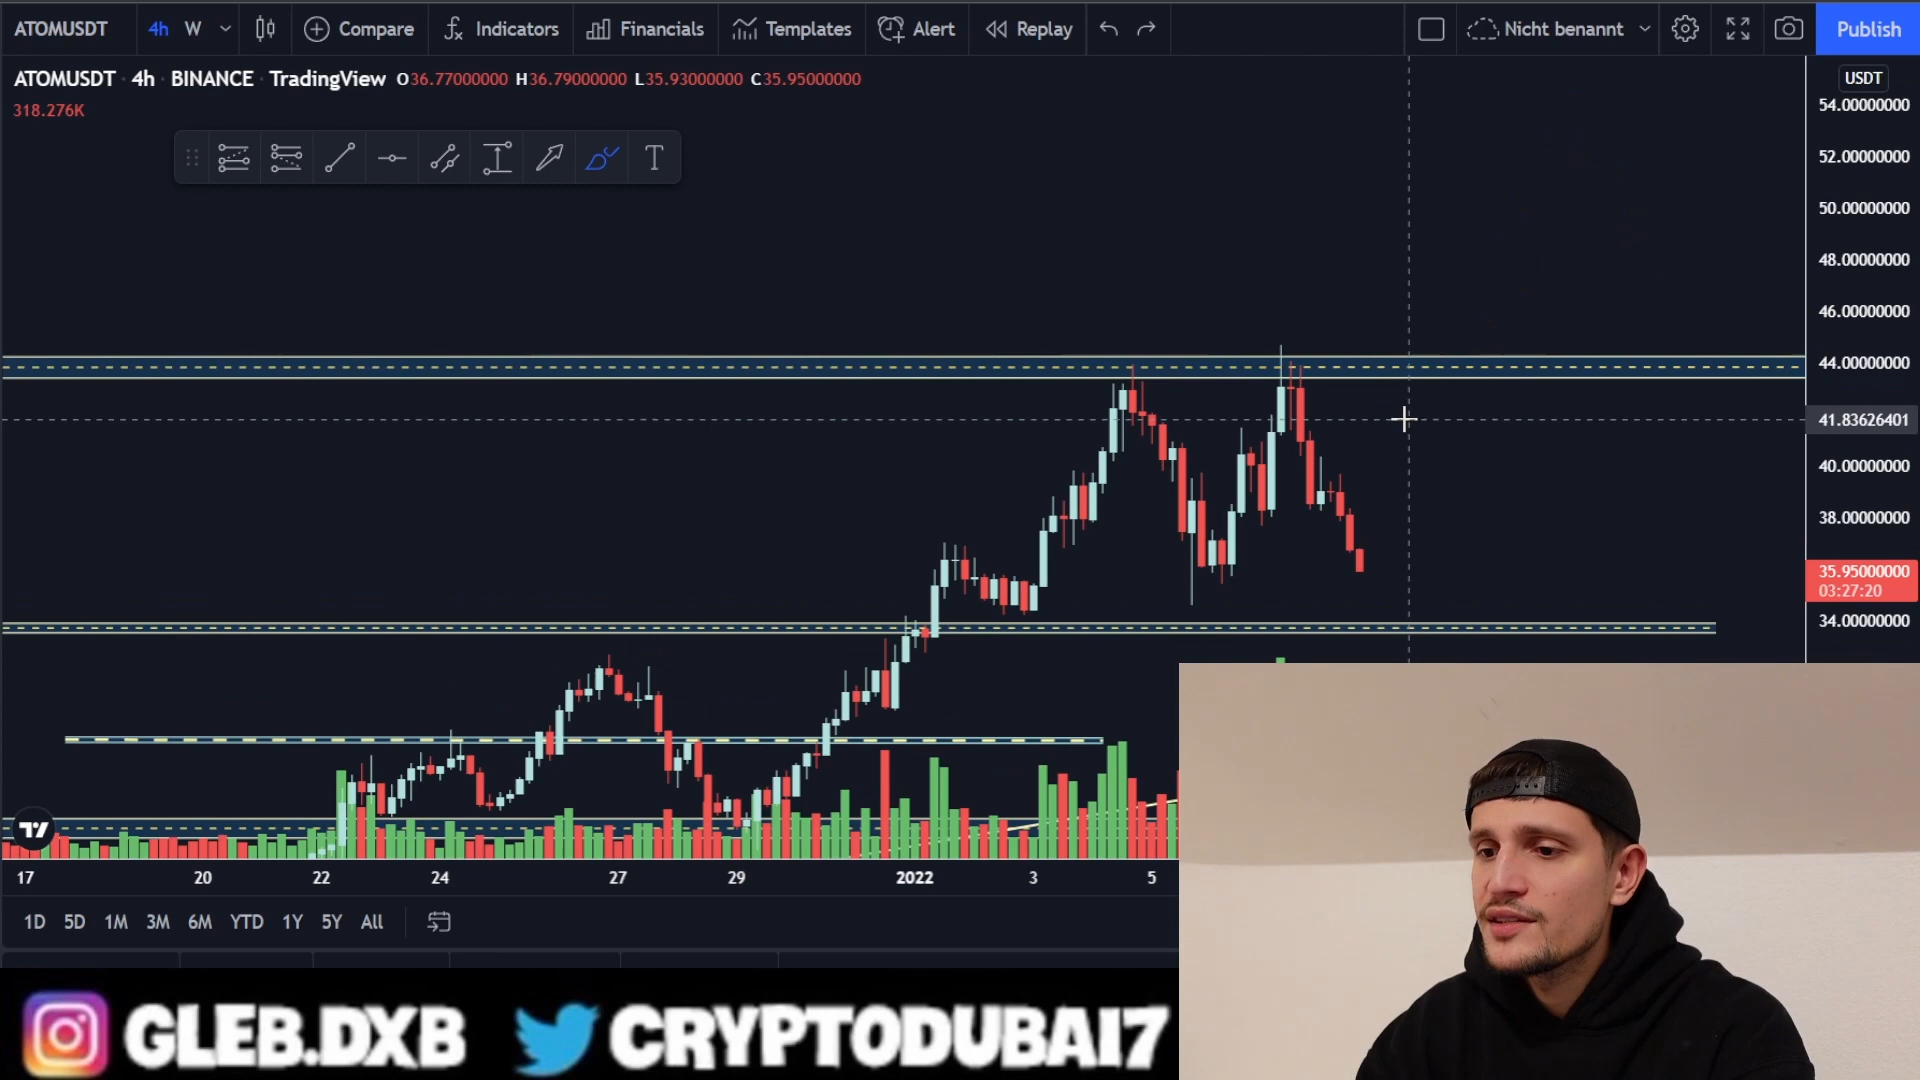 ATOMUSDT 4h W Compare Indicators Financials Templates Alert Replay Nicht benannt Publish
ATOMUSDT · 4h · BINANCE · TradingView O36.77000000 H36.79000000 L35.93000000 C35.95000000
318.276K
T
USDT
54.00000000
52.00000000
50.00000000
48.00000000
46.00000000
44.00000000
41.83626401
40.00000000
38.00000000
35.95000000
03:27:20
34.00000000
17 20 22 24 27 29 2022 3 5
1D 5D 1M 3M 6M YTD 1Y 5Y All
GLEB.DXB CRYPTODUBAI7